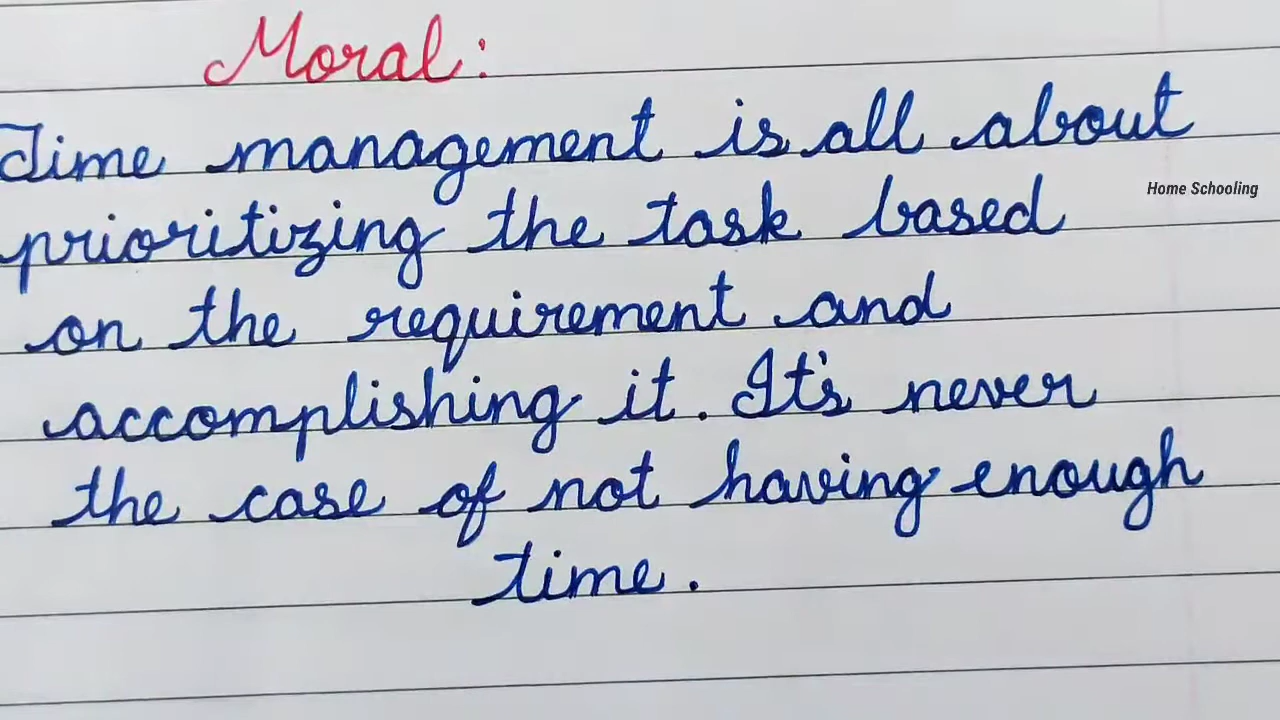 Moral:
Time management is all about
Home Schooling
prioritizing the task based
on the requirement and
accomplishing it. It's never
the case of not having enough
time.